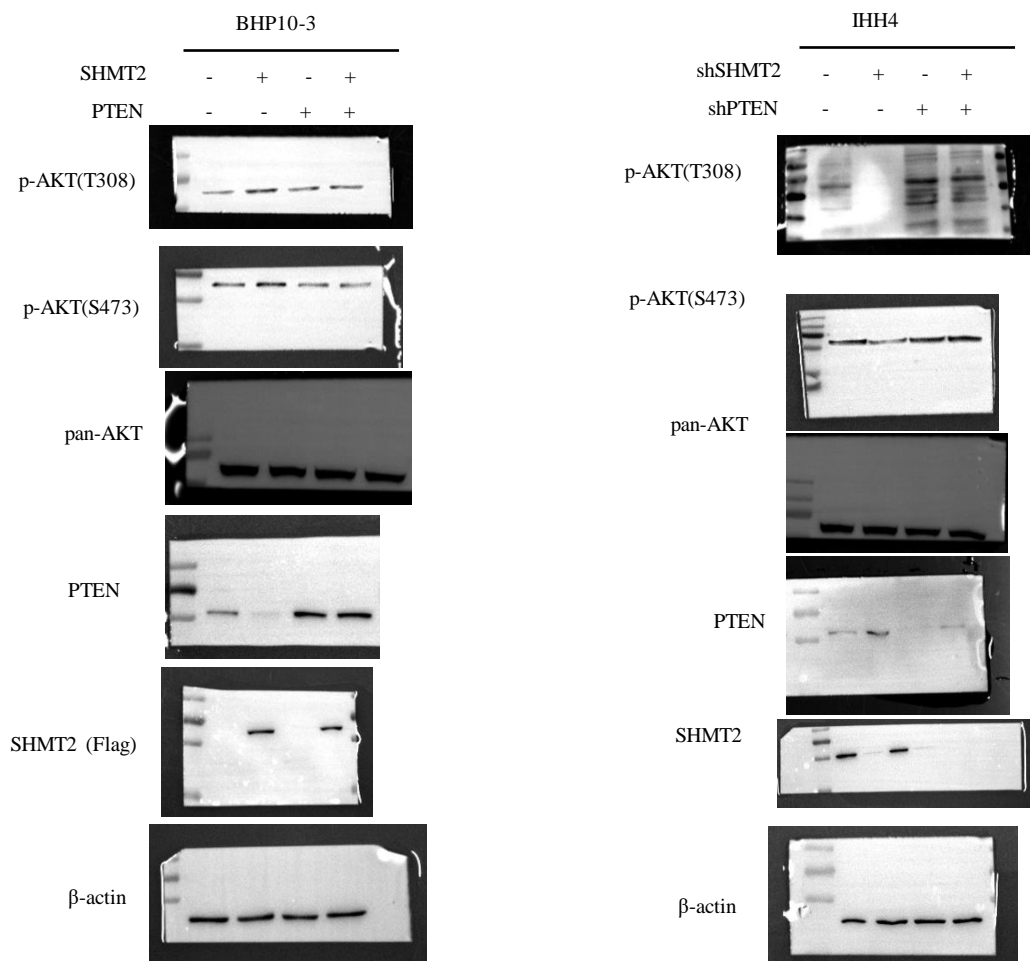 BHP10-3
SHMT2 - + - +
PTEN - - + +
p-AKT(T308)
p-AKT(S473)
pan-AKT
PTEN
SHMT2 (Flag)
β-actin
IHH4
shSHMT2 - + - +
shPTEN - - + +
p-AKT(T308)
p-AKT(S473)
pan-AKT
PTEN
SHMT2
β-actin